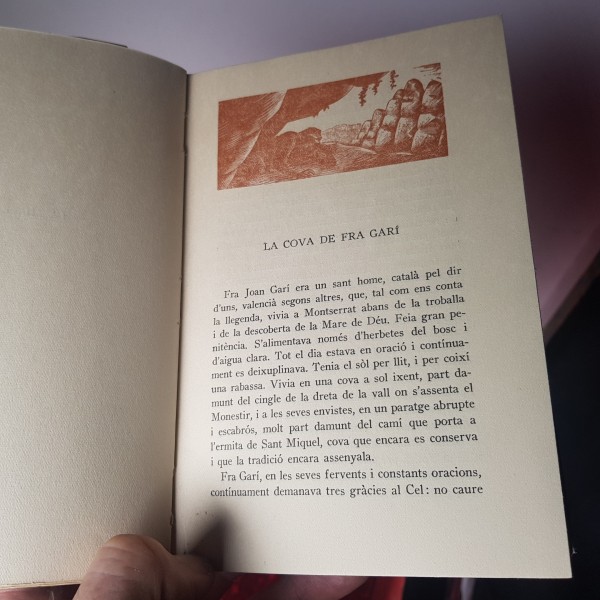 LA COVA DE FRA GARÍ
Fra Joan Garí era un sant home, català pel dir
d'uns, valencià segons altres, que, tal com ens conta
la llegenda, vivia a Montserrat abans de la troballa
i de la descoberta de la Mare de Déu. Feia gran pe-
nitència. S'alimentava només d'herbetes del bosc i
d'aigua clara. Tot el dia estava en oració i contínua-
ment es deixuplinava. Tenia el sòl per llit, i per coixí
una rabassa. Vivia en una cova a sol ixent, part da-
munt del cingle de la dreta de la vall on s'assenta el
Monestir, i a les seves envistes, en un paratge abrupte
i escabrós, molt part damunt del camí que porta a
l'ermita de Sant Miquel, cova que encara es conserva
i que la tradició encara assenyala.
Fra Garí, en les seves fervents i constants oracions,
contínuament demanava tres gràcies al Cel: no caure